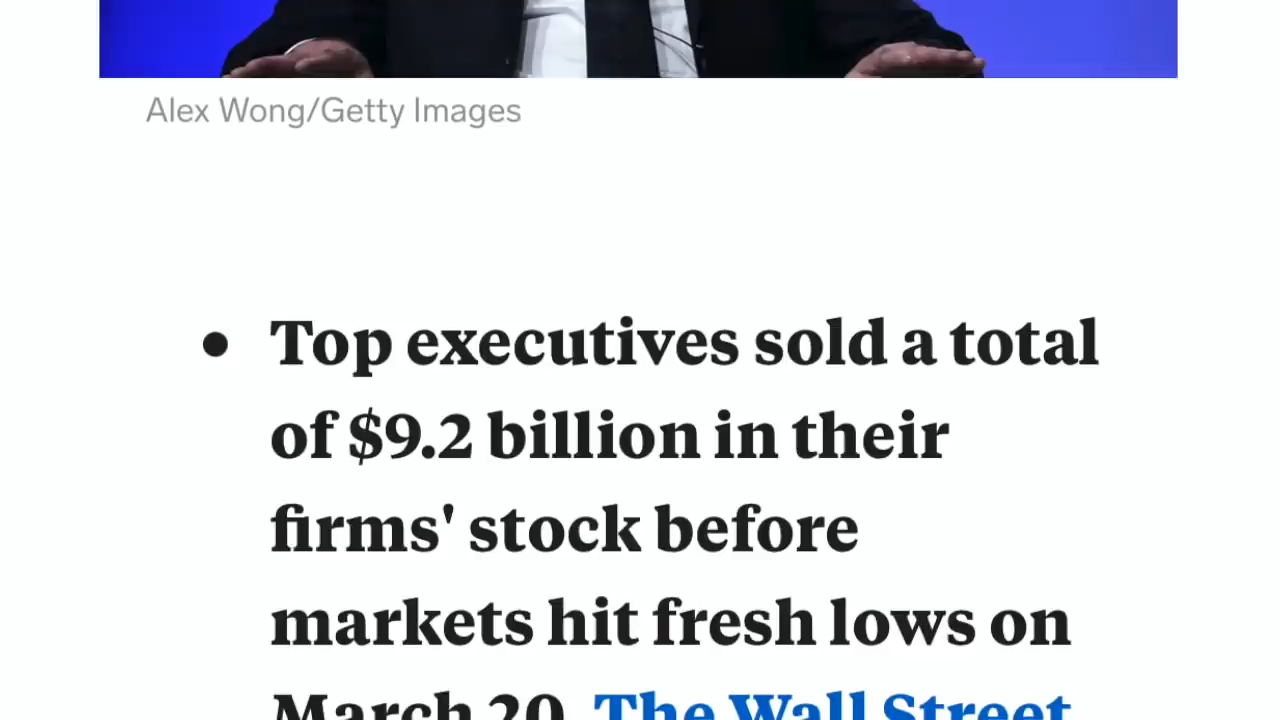 Alex Wong/Getty Images
• Top executives sold a total
of $9.2 billion in their
firms' stock before
markets hit fresh lows on
March 20, The Wall Street